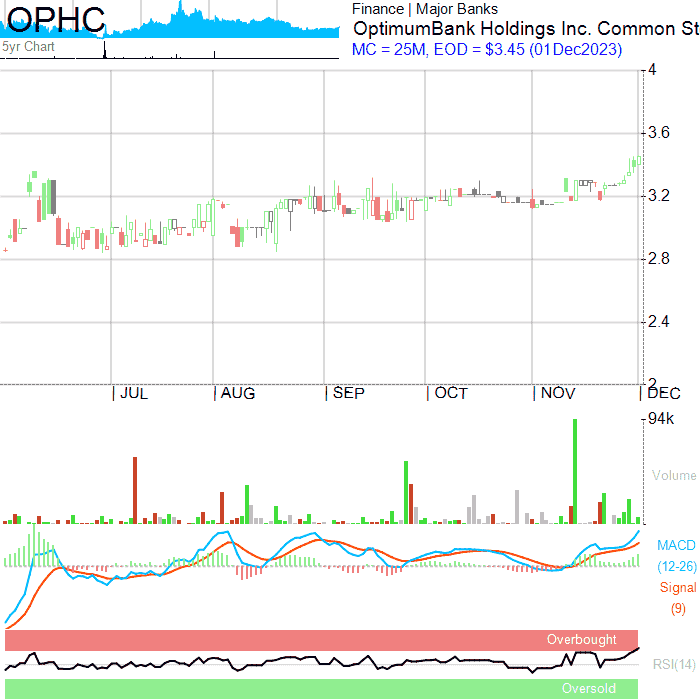 OPHC
5yr Chart
Finance | Major Banks
OptimumBank Holdings Inc. Common St
MC = 25M, EOD = $3.45 (01Dec2023)
4
3.6
3.2
2.8
2.4
2
JUL AUG SEP OCT NOV DEC
94k
Volume
MACD
(12-26)
Signal
(9)
Overbought
RSI(14)
Oversold